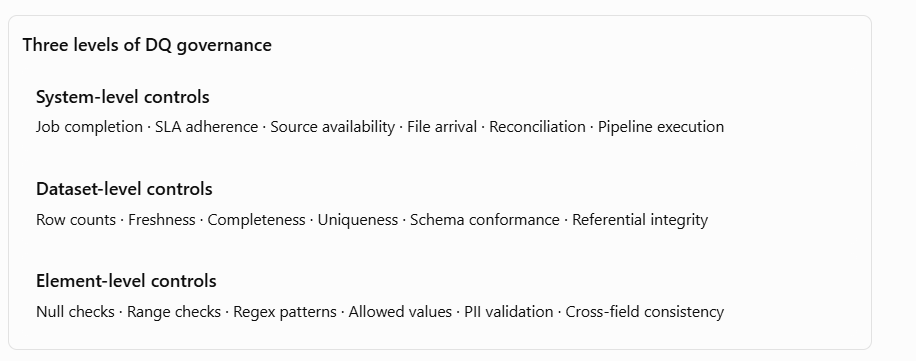 Three levels of DQ governance
System-level controls
Job completion · SLA adherence · Source availability · File arrival · Reconciliation · Pipeline execution
Dataset-level controls
Row counts · Freshness · Completeness · Uniqueness · Schema conformance · Referential integrity
Element-level controls
Null checks · Range checks · Regex patterns · Allowed values · PII validation · Cross-field consistency